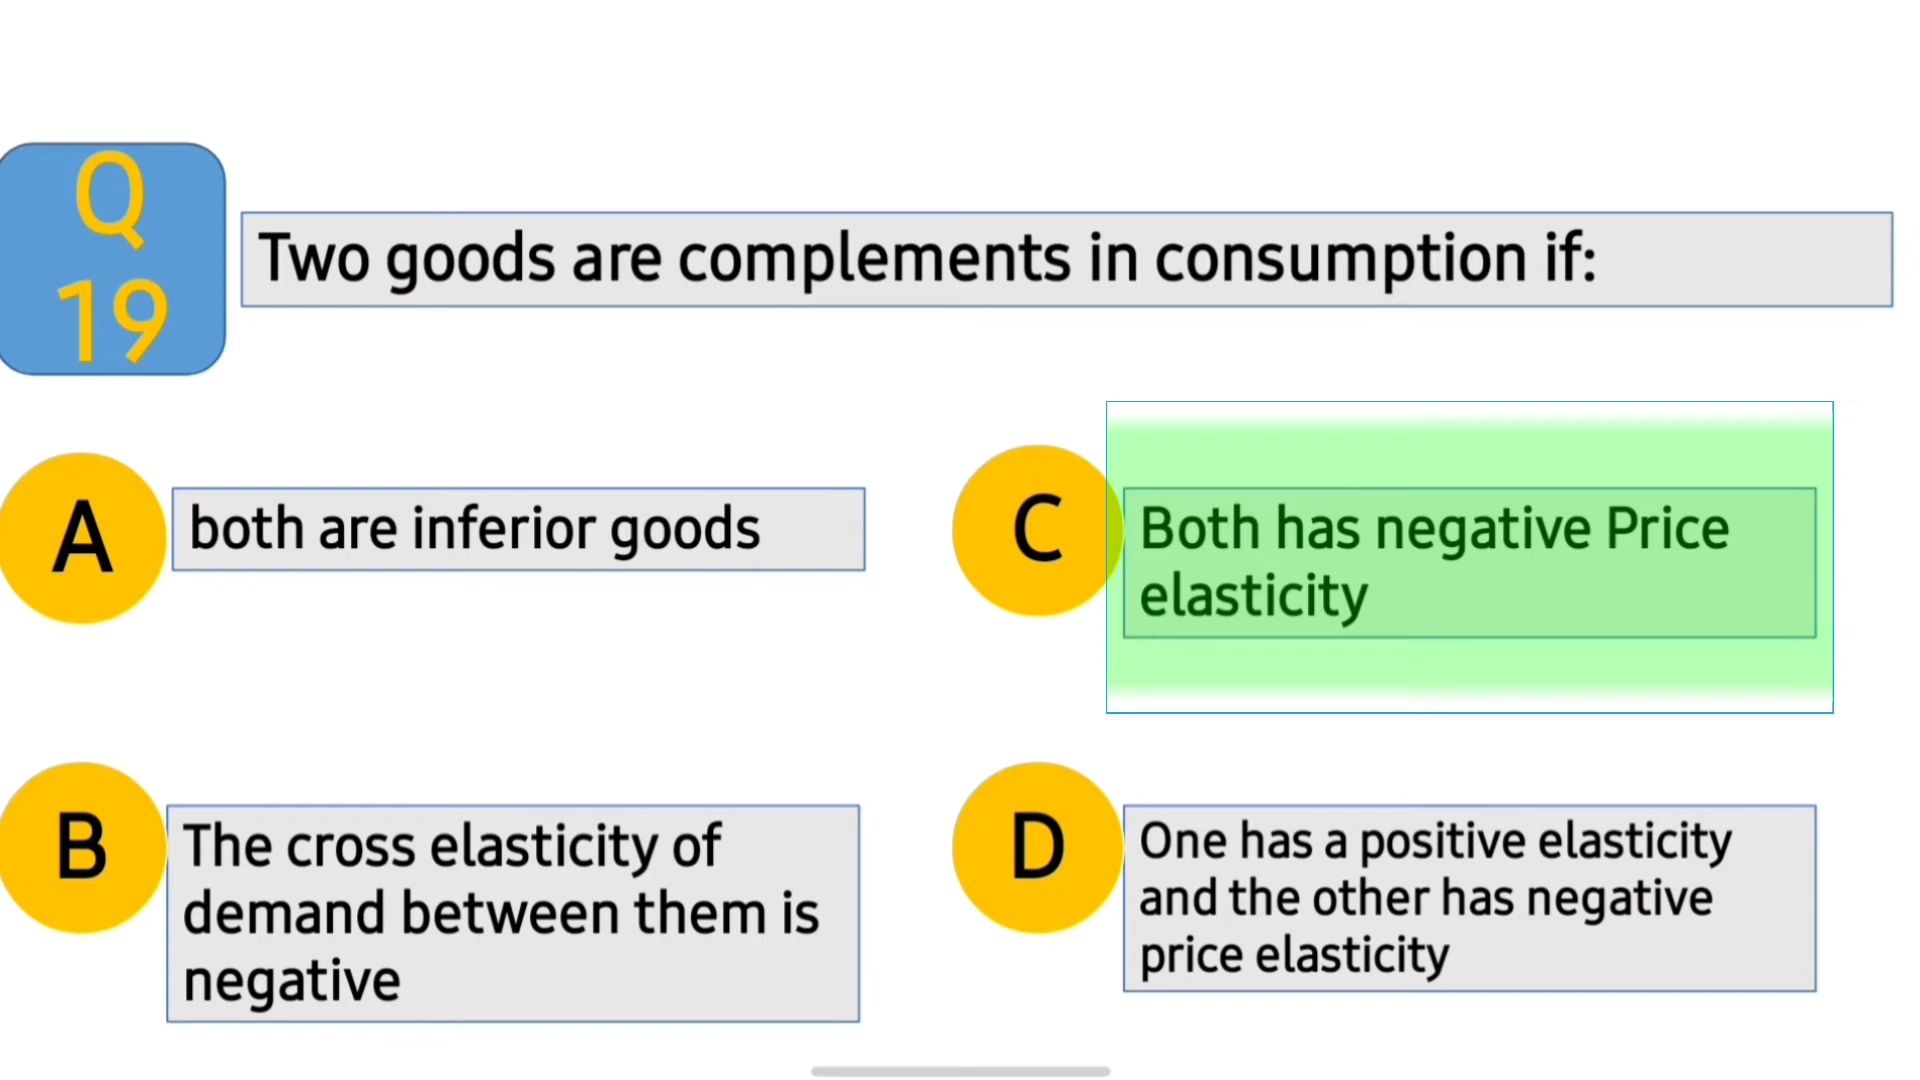 Q
19
Two goods are complements in consumption if:
A
both are inferior goods
C
Both has negative Price
elasticity
B
The cross elasticity of
demand between them is
negative
D
One has a positive elasticity
and the other has negative
price elasticity